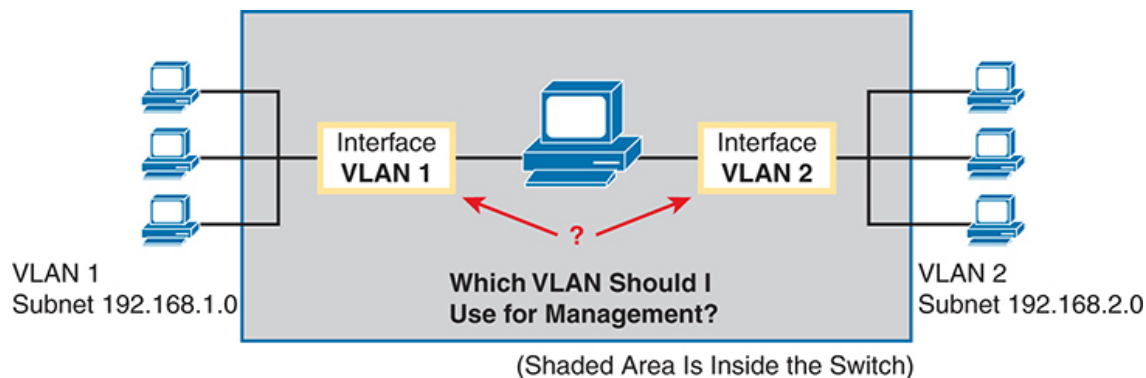 Interface
VLAN 1
Interface
VLAN 2
?
VLAN 1
Subnet 192.168.1.0
Which VLAN Should I
Use for Management?
VLAN 2
Subnet 192.168.2.0
(Shaded Area Is Inside the Switch)